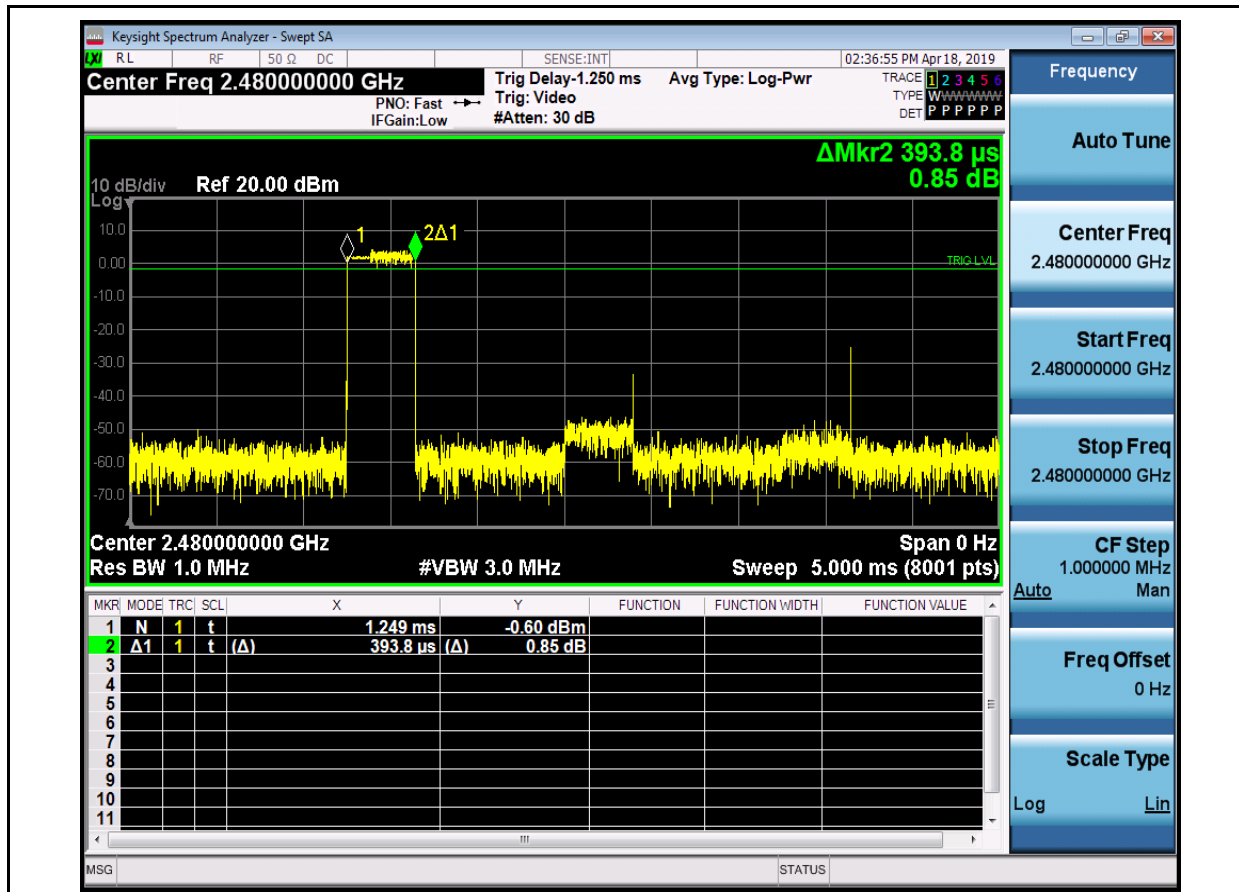 Keysight Spectrum Analyzer - Swept SA
LXI RL RF 50 Ω DC SENSE:INT 02:36:55 PM Apr 18, 2019
Center Freq 2.480000000 GHz
PNO: Fast
IFGain:Low
Trig Delay-1.250 ms
Trig: Video
#Atten: 30 dB
Avg Type: Log-Pwr
TRACE 1 2 3 4 5 6
TYPE WWWWWW
DET P P P P P P
ΔMkr2 393.8 µs
0.85 dB
10 dB/div Ref 20.00 dBm
Log
10.0
0.00
-10.0
-20.0
-30.0
-40.0
-50.0
-60.0
-70.0
1
2Δ1
TRIG LVL
Center 2.480000000 GHz Span 0 Hz
Res BW 1.0 MHz #VBW 3.0 MHz Sweep 5.000 ms (8001 pts)
MKR MODE TRC SCL X Y FUNCTION FUNCTION WIDTH FUNCTION VALUE
1 N 1 t 1.249 ms -0.60 dBm
2 Δ1 1 t (Δ) 393.8 µs (Δ) 0.85 dB
3
4
5
6
7
8
9
10
11
MSG STATUS
Frequency
Auto Tune
Center Freq
2.480000000 GHz
Start Freq
2.480000000 GHz
Stop Freq
2.480000000 GHz
CF Step
1.000000 MHz
Auto Man
Freq Offset
0 Hz
Scale Type
Log Lin